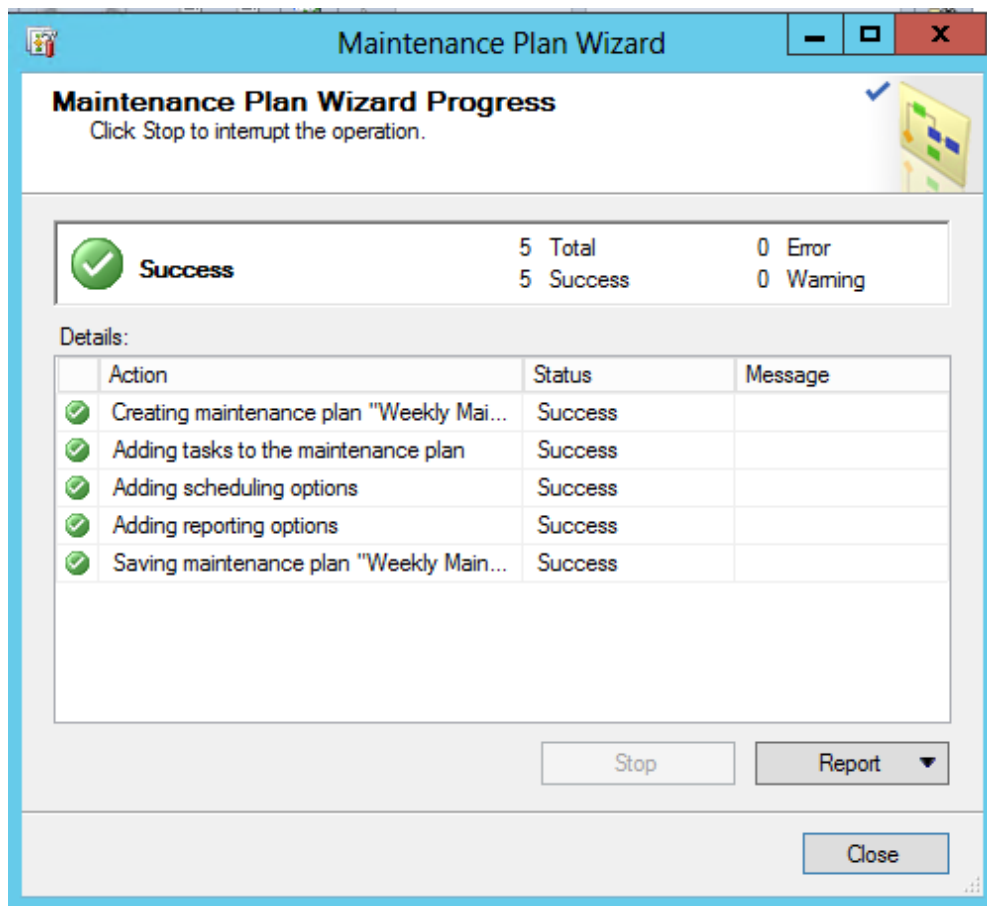 Maintenance Plan Wizard
Maintenance Plan Wizard Progress
Click Stop to interrupt the operation.
Success
5 Total
0 Error
5 Success
0 Warning
Details:
Action Status Message
Creating maintenance plan "Weekly Mai... Success
Adding tasks to the maintenance plan Success
Adding scheduling options Success
Adding reporting options Success
Saving maintenance plan "Weekly Main... Success
Stop Report
Close